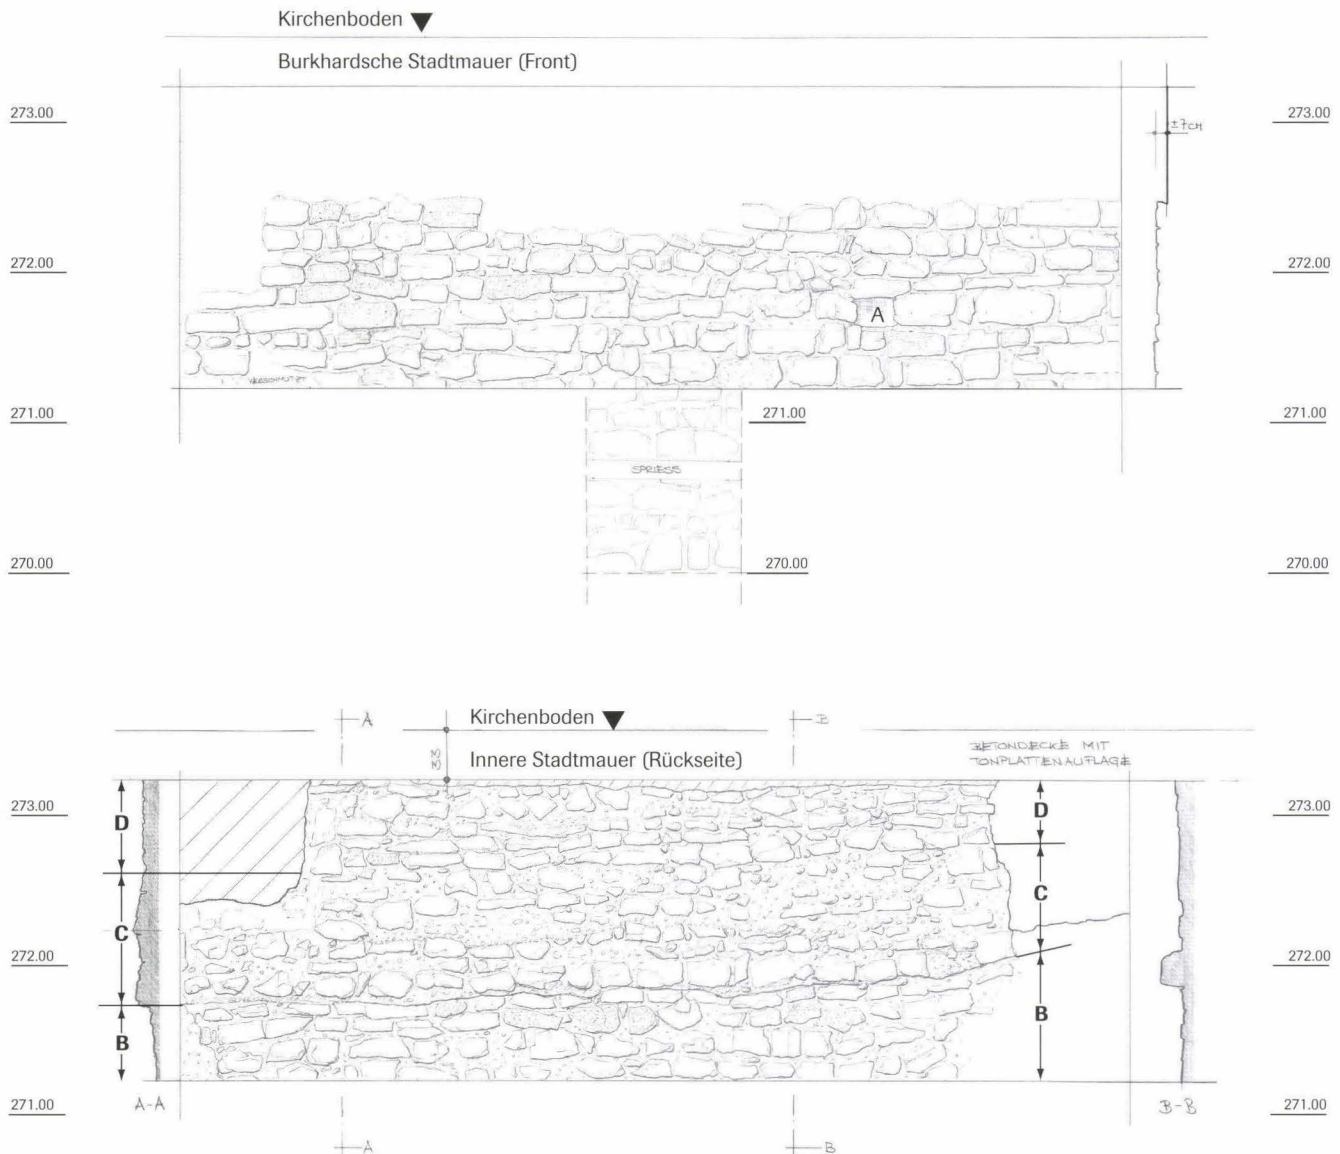 Kirchenboden ▼
Burkhardsche Stadtmauer (Front)
273.00
273.00
±7CM
272.00
272.00
A
VERSCHMUTZT
271.00
271.00
271.00
SPRIESS
270.00
270.00
270.00
A
Kirchenboden ▼
B
33
Innere Stadtmauer (Rückseite)
BETONDECKE MIT
TONPLATTENAUFLAGE
273.00
273.00
D
D
C
C
272.00
272.00
B
B
271.00
A-A
B-B
271.00
A
B